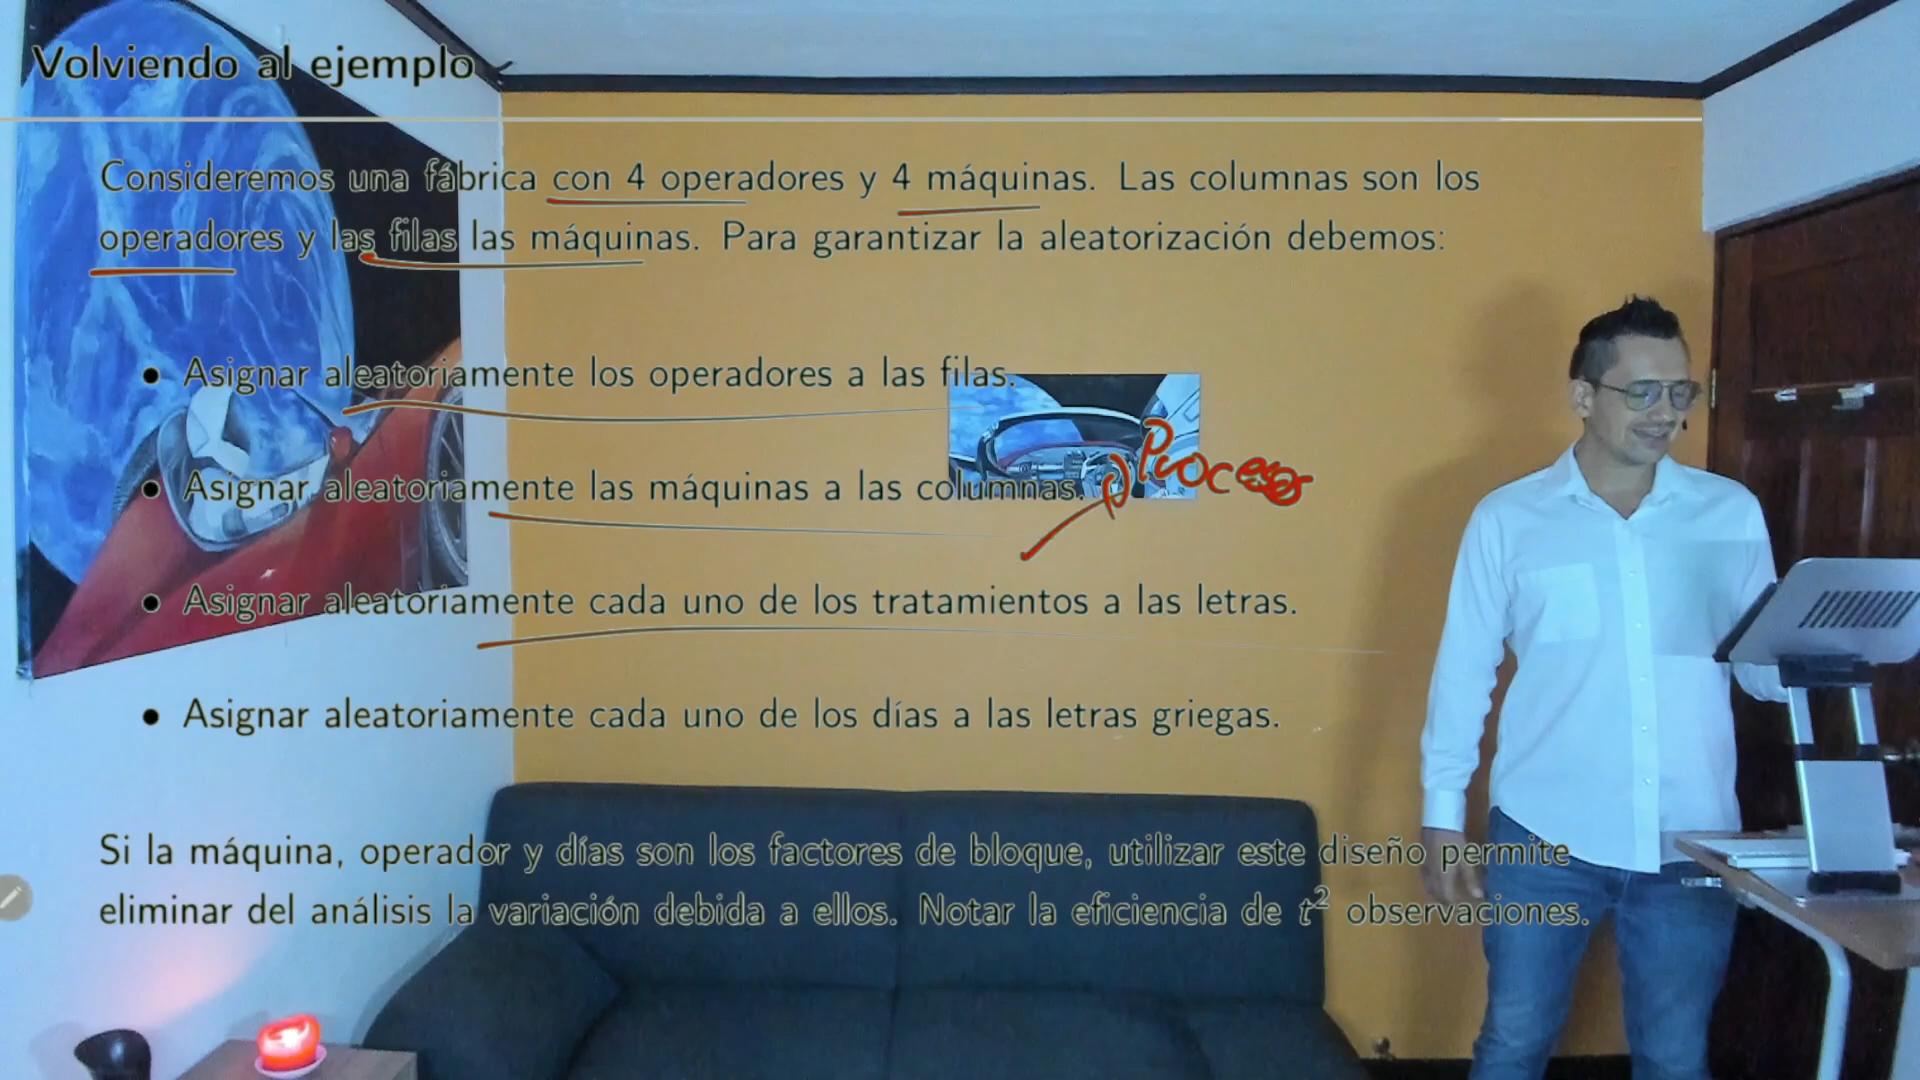 Volviendo al ejemplo
Consideremos una fábrica con 4 operadores y 4 máquinas. Las columnas son los
operadores y las filas las máquinas. Para garantizar la aleatorización debemos:
• Asignar aleatoriamente los operadores a las filas.
• Asignar aleatoriamente las máquinas a las columnas.
Proceso
• Asignar aleatoriamente cada uno de los tratamientos a las letras.
• Asignar aleatoriamente cada uno de los días a las letras griegas.
Si la máquina, operador y días son los factores de bloque, utilizar este diseño permite
eliminar del análisis la variación debida a ellos. Notar la eficiencia de t² observaciones.